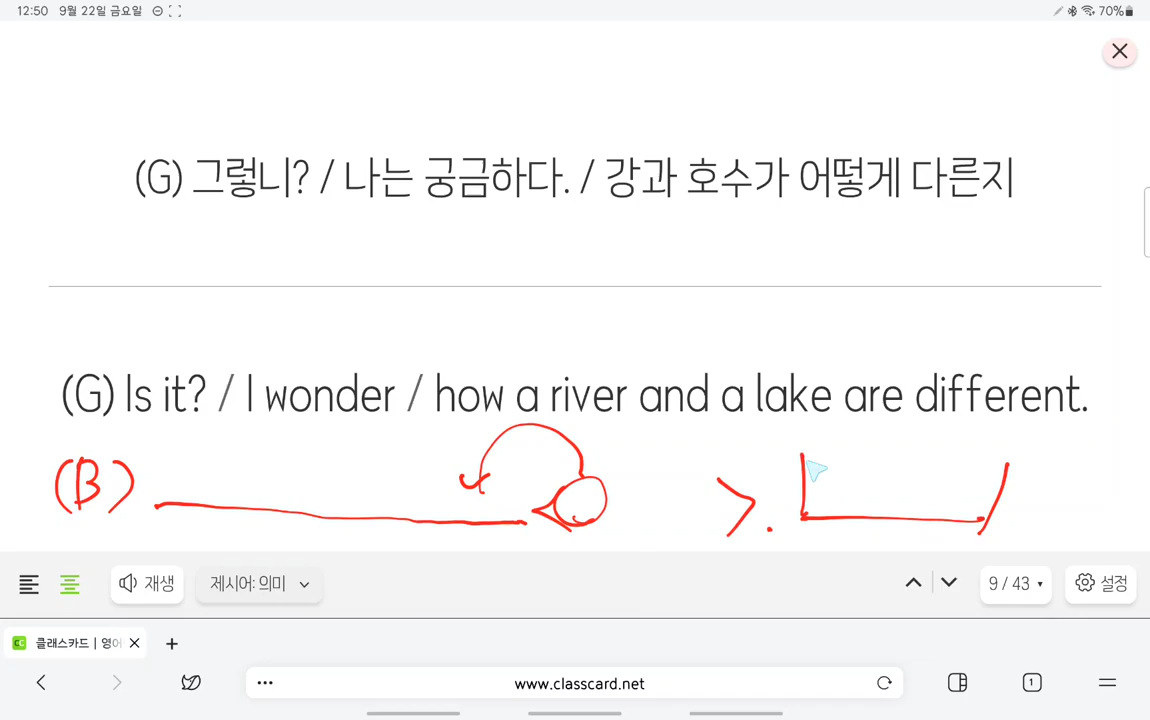 12:50 9월 22일 금요일 70%
(G) 그렇니? / 나는 궁금하다. / 강과 호수가 어떻게 다른지
(G) Is it? / I wonder / how a river and a lake are different.
(B)
재생 제시어: 의미 9 / 43 설정
클래스카드 | 영어
www.classcard.net
1